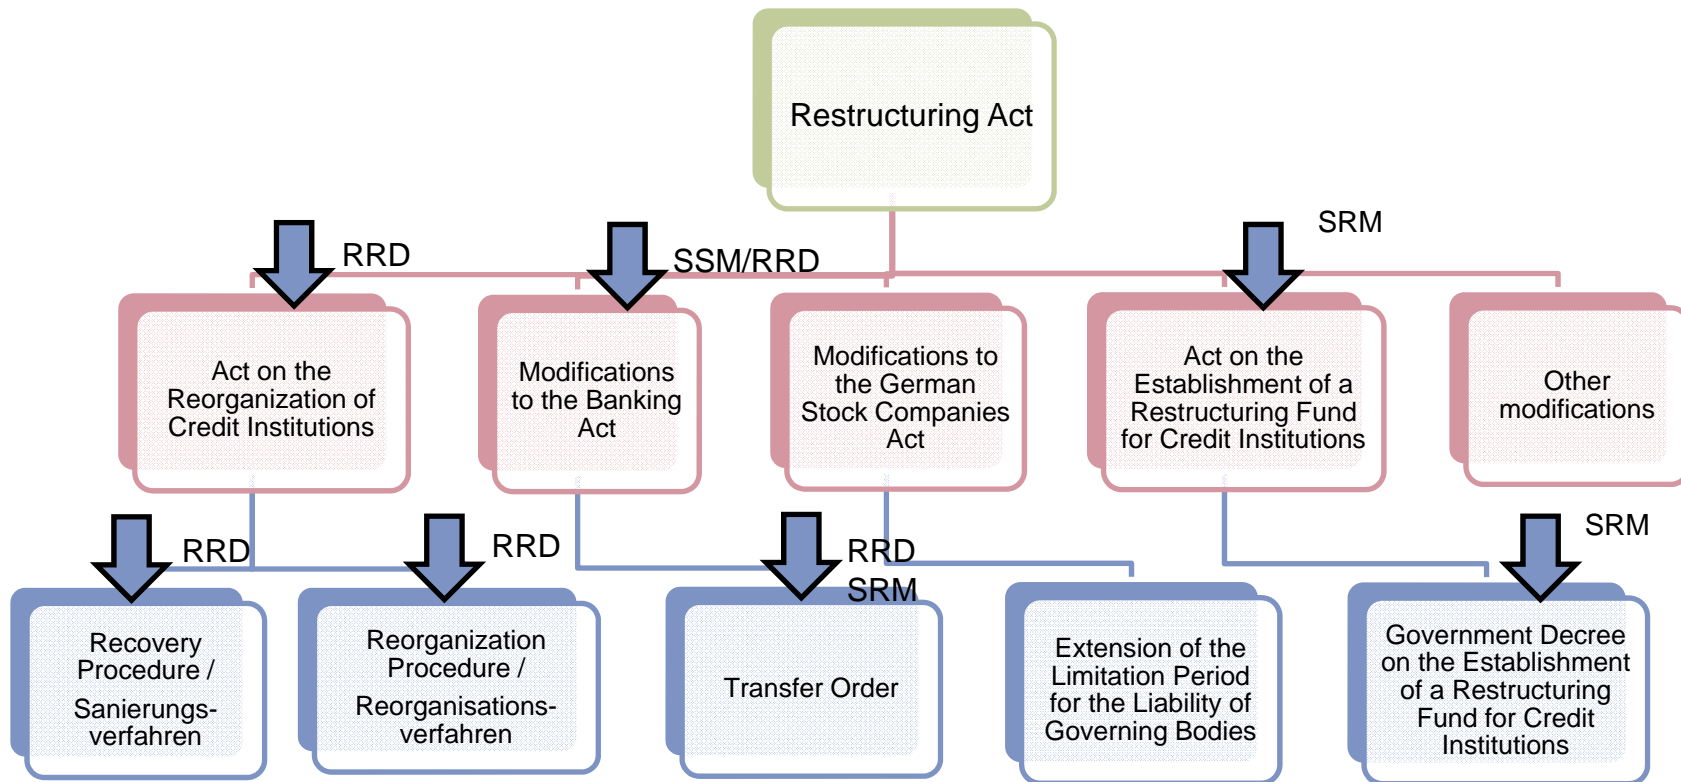 Restructuring Act
RRD
SSM/RRD
SRM
Act on the
Reorganization of
Credit Institutions
Modifications
to the Banking
Act
Modifications to
the German
Stock Companies
Act
Act on the
Establishment of a
Restructuring Fund
for Credit Institutions
Other
modifications
RRD
RRD
RRD
SRM
SRM
Recovery
Procedure /
Sanierungs-
verfahren
Reorganization
Procedure /
Reorganisations-
verfahren
Transfer Order
Extension of the
Limitation Period
for the Liability of
Governing Bodies
Government Decree
on the Establishment
of a Restructuring
Fund for Credit
Institutions